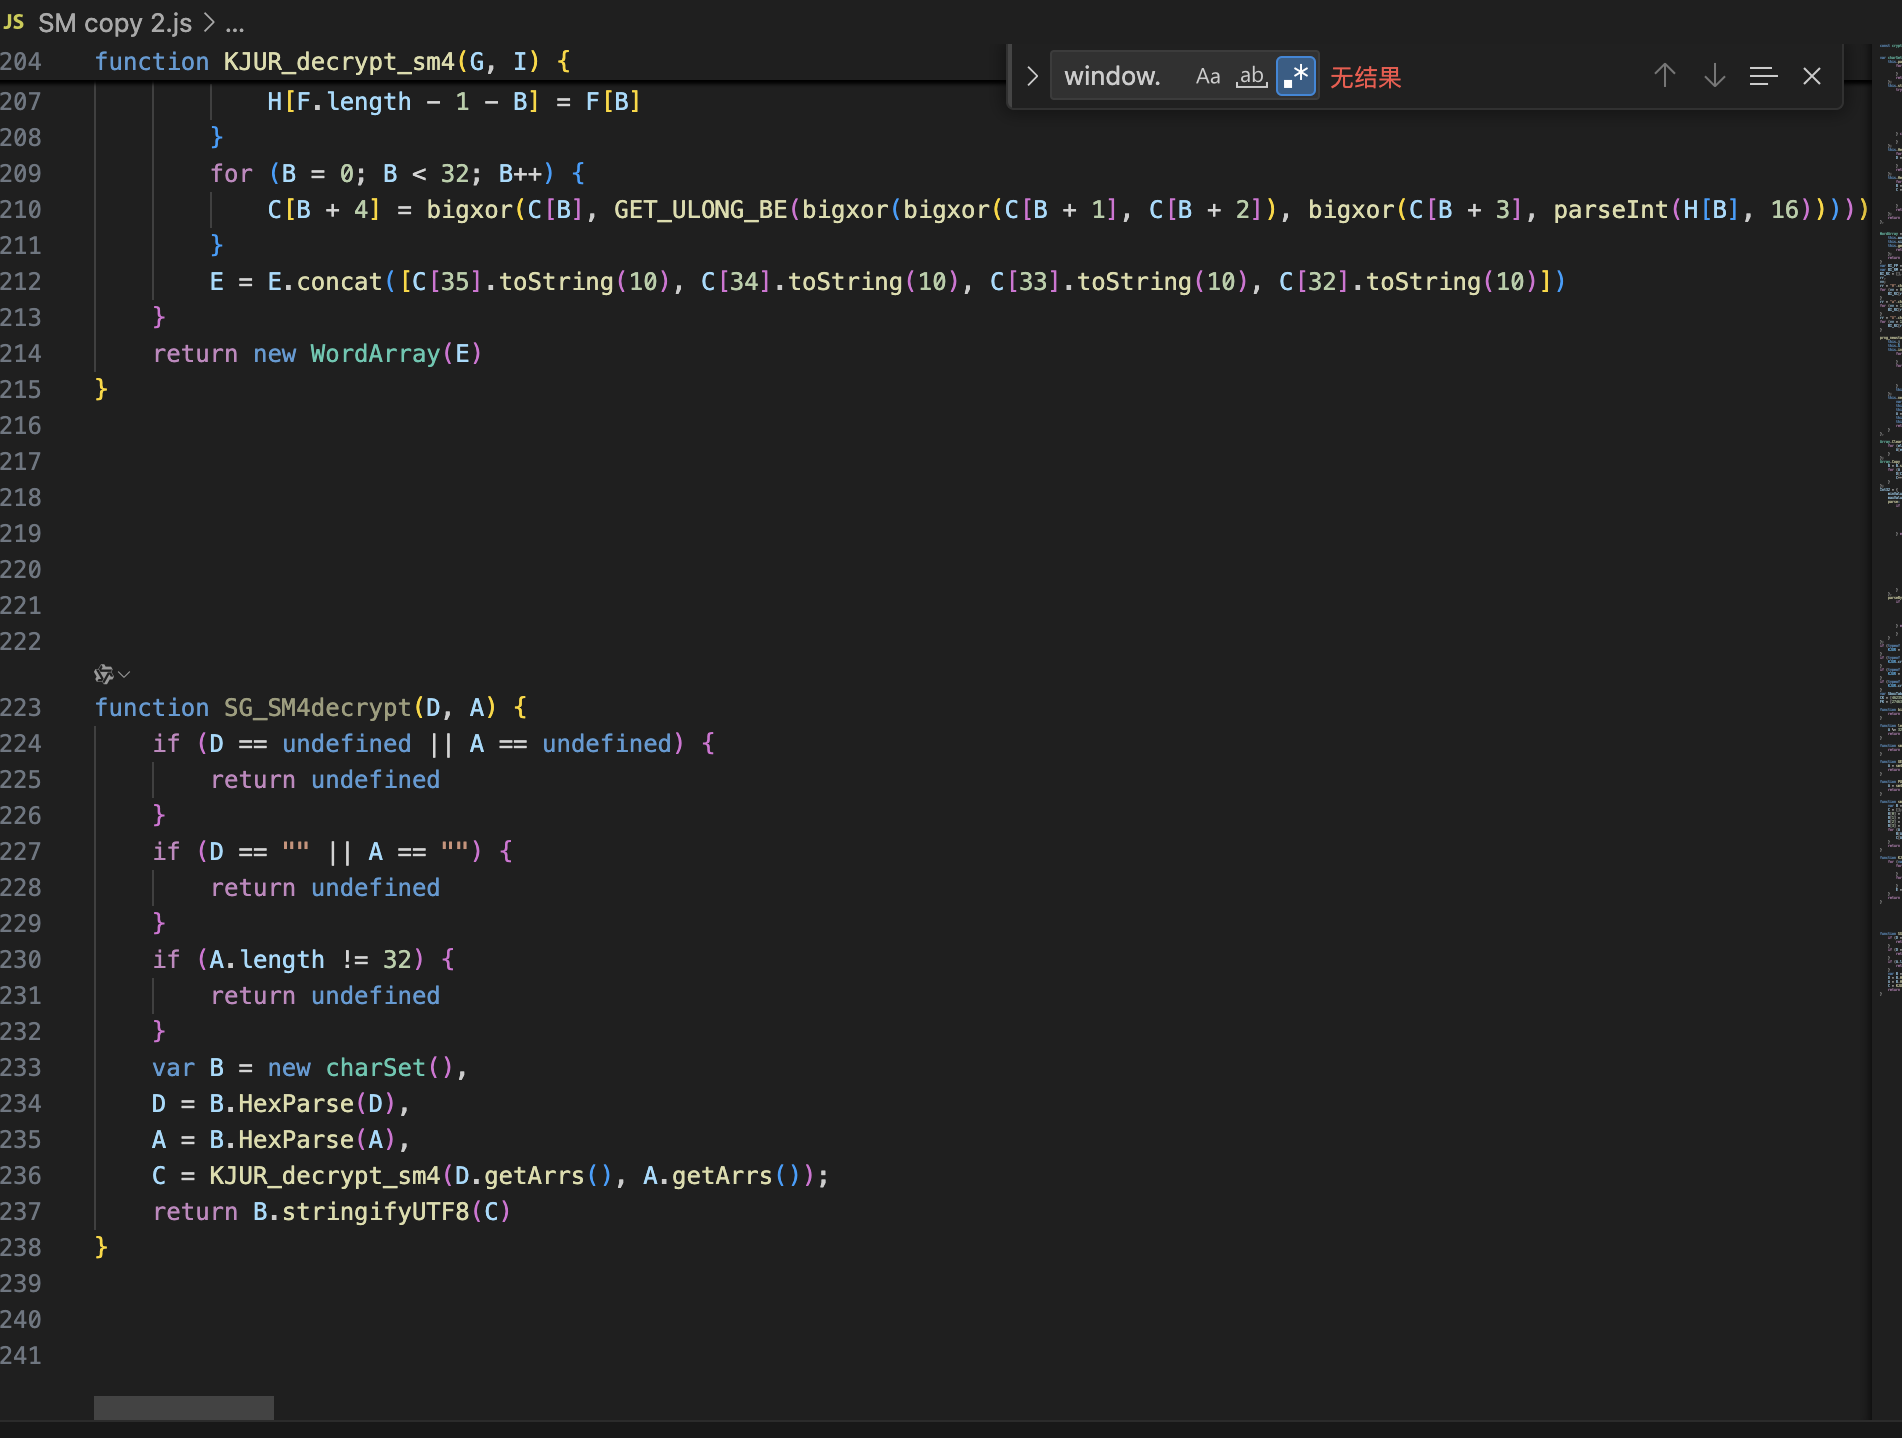 JS SM copy 2.js > ...
204 function KJUR_decrypt_sm4(G, I) {
window. Aa ab .* 无结果
207 H[F.length - 1 - B] = F[B]
208 }
209 for (B = 0; B < 32; B++) {
210 C[B + 4] = bigxor(C[B], GET_ULONG_BE(bigxor(bigxor(C[B + 1], C[B + 2]), bigxor(C[B + 3], parseInt(H[B], 16)))))
211 }
212 E = E.concat([C[35].toString(10), C[34].toString(10), C[33].toString(10), C[32].toString(10)])
213 }
214 return new WordArray(E)
215 }
216
217
218
219
220
221
222
223 function SG_SM4decrypt(D, A) {
224 if (D == undefined || A == undefined) {
225 return undefined
226 }
227 if (D == "" || A == "") {
228 return undefined
229 }
230 if (A.length != 32) {
231 return undefined
232 }
233 var B = new charSet(),
234 D = B.HexParse(D),
235 A = B.HexParse(A),
236 C = KJUR_decrypt_sm4(D.getArrs(), A.getArrs());
237 return B.stringifyUTF8(C)
238 }
239
240
241